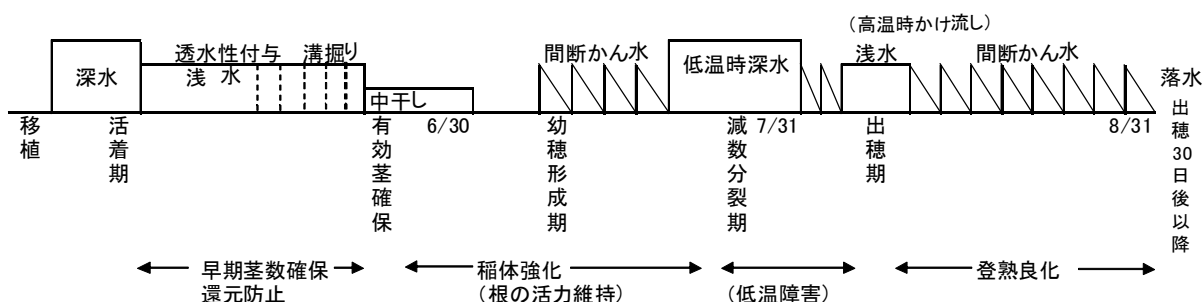 (高温時かけ流し)
透水性付与 溝掘り
間断かん水
浅水
間断かん水
深水
浅 水
低温時深水
落水
中干し
移植
活着期
有効茎確保
6/30
幼穂形成期
減数分裂期
7/31
出穂期
8/31
出穂30日後以降
早期茎数確保
還元防止
稲体強化
(根の活力維持)
(低温障害)
登熟良化